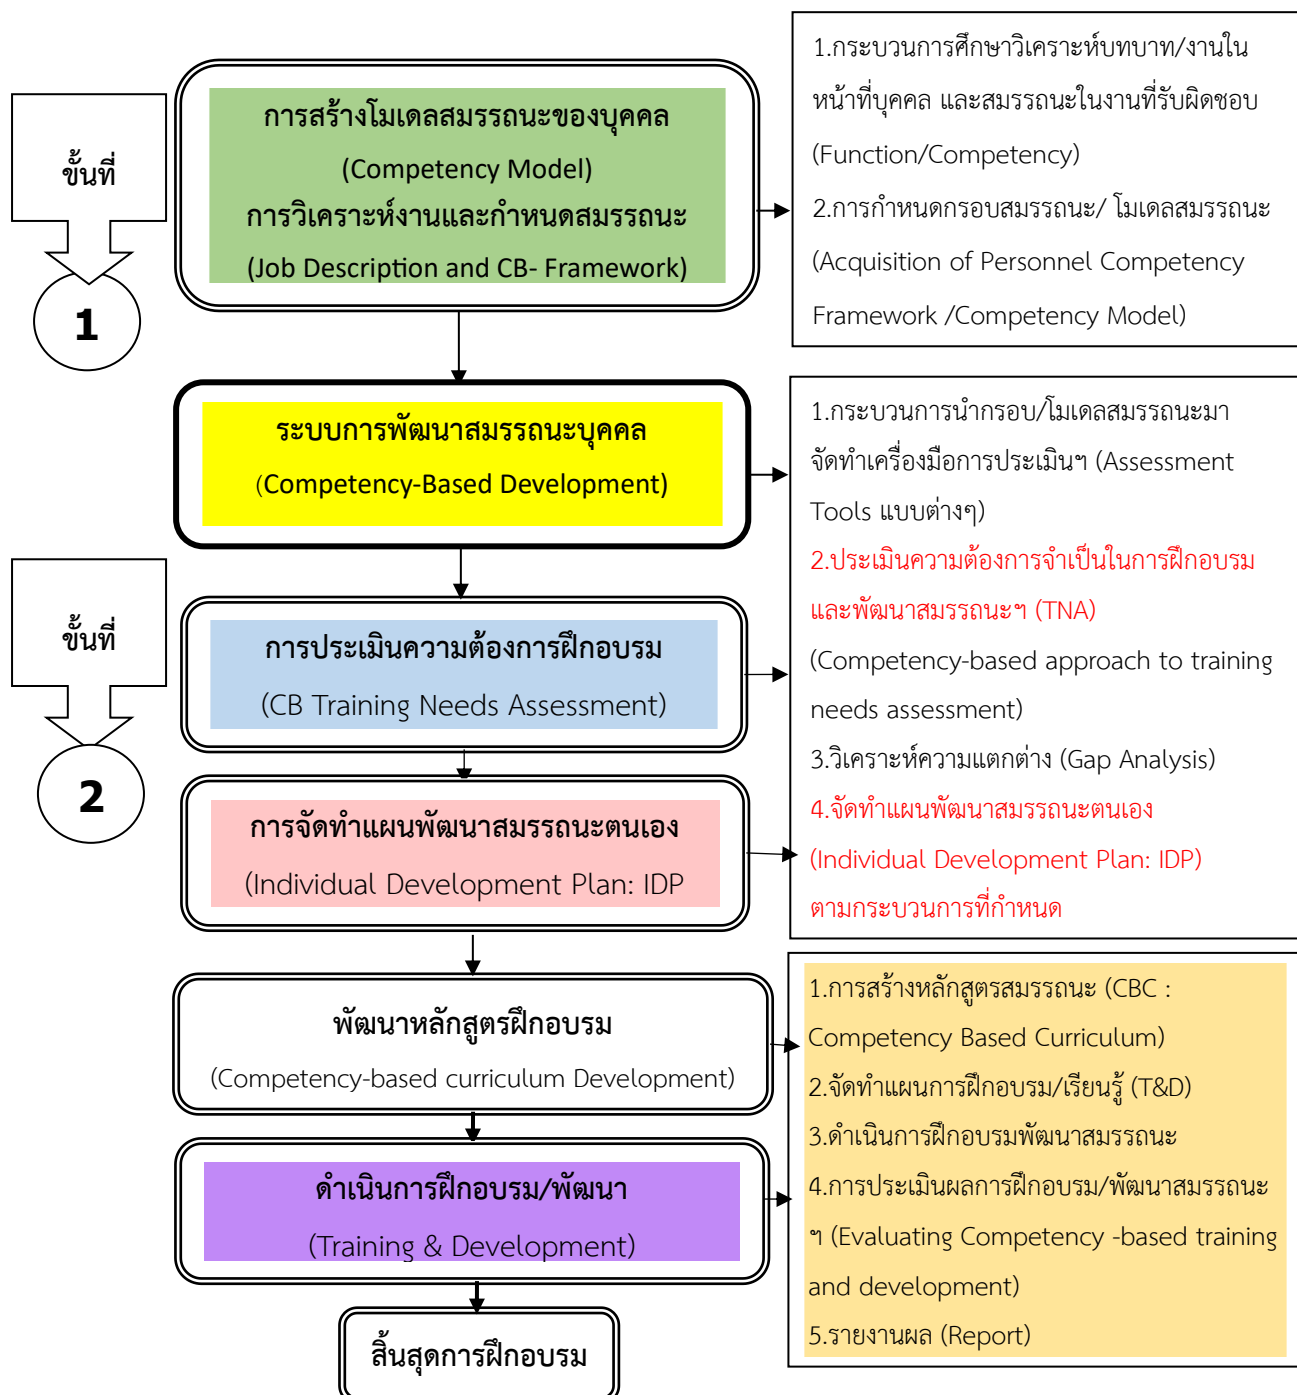 ขั้นที่
1
การสร้างโมเดลสมรรถนะของบุคคล
(Competency Model)
การวิเคราะห์งานและกำหนดสมรรถนะ
(Job Description and CB- Framework)
1.กระบวนการศึกษาวิเคราะห์บทบาท/งานใน
หน้าที่บุคคล และสมรรถนะในงานที่รับผิดชอบ
(Function/Competency)
2.การกำหนดกรอบสมรรถนะ/ โมเดลสมรรถนะ
(Acquisition of Personnel Competency
Framework /Competency Model)
ระบบการพัฒนาสมรรถนะบุคคล
(Competency-Based Development)
ขั้นที่
2
การประเมินความต้องการฝึกอบรม
(CB Training Needs Assessment)
การจัดทำแผนพัฒนาสมรรถนะตนเอง
(Individual Development Plan: IDP
1.กระบวนการนำกรอบ/โมเดลสมรรถนะมา
จัดทำเครื่องมือการประเมินฯ (Assessment
Tools แบบต่างๆ)
2.ประเมินความต้องการจำเป็นในการฝึกอบรม
และพัฒนาสมรรถนะฯ (TNA)
(Competency-based approach to training
needs assessment)
3.วิเคราะห์ความแตกต่าง (Gap Analysis)
4.จัดทำแผนพัฒนาสมรรถนะตนเอง
(Individual Development Plan: IDP)
ตามกระบวนการที่กำหนด
พัฒนาหลักสูตรฝึกอบรม
(Competency-based curriculum Development)
ดำเนินการฝึกอบรม/พัฒนา
(Training & Development)
สิ้นสุดการฝึกอบรม
1.การสร้างหลักสูตรสมรรถนะ (CBC :
Competency Based Curriculum)
2.จัดทำแผนการฝึกอบรม/เรียนรู้ (T&D)
3.ดำเนินการฝึกอบรมพัฒนาสมรรถนะ
4.การประเมินผลการฝึกอบรม/พัฒนาสมรรถนะ
ฯ (Evaluating Competency -based training
and development)
5.รายงานผล (Report)